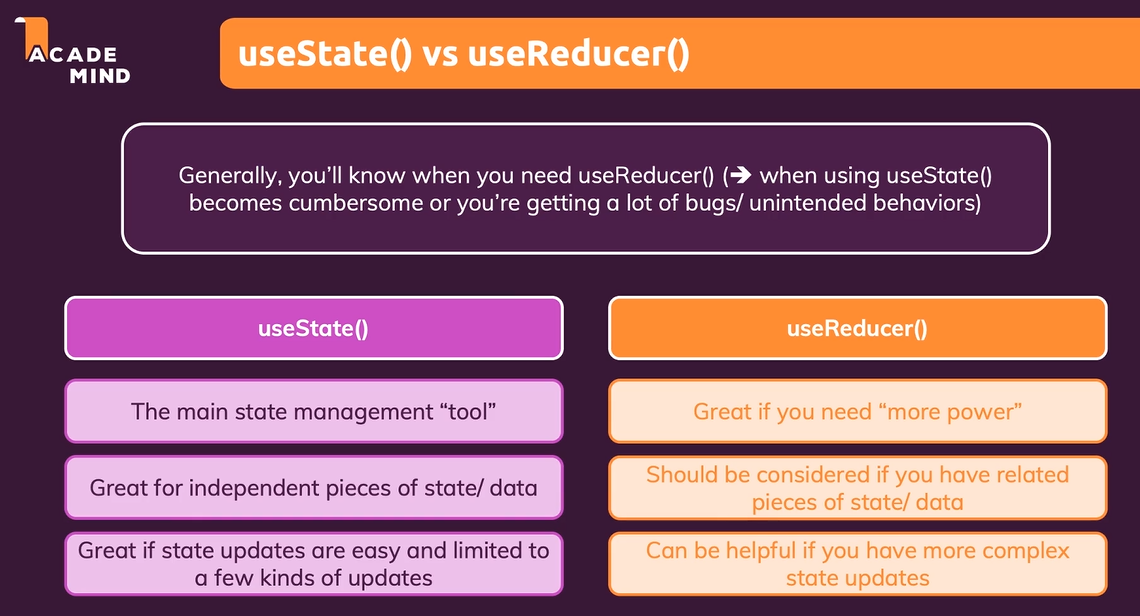 ACADE
MIND
useState() vs useReducer()
Generally, you’ll know when you need useReducer() (➔ when using useState()
becomes cumbersome or you’re getting a lot of bugs/ unintended behaviors)
useState()
useReducer()
The main state management “tool”
Great if you need “more power”
Great for independent pieces of state/ data
Should be considered if you have related
pieces of state/ data
Great if state updates are easy and limited to
a few kinds of updates
Can be helpful if you have more complex
state updates